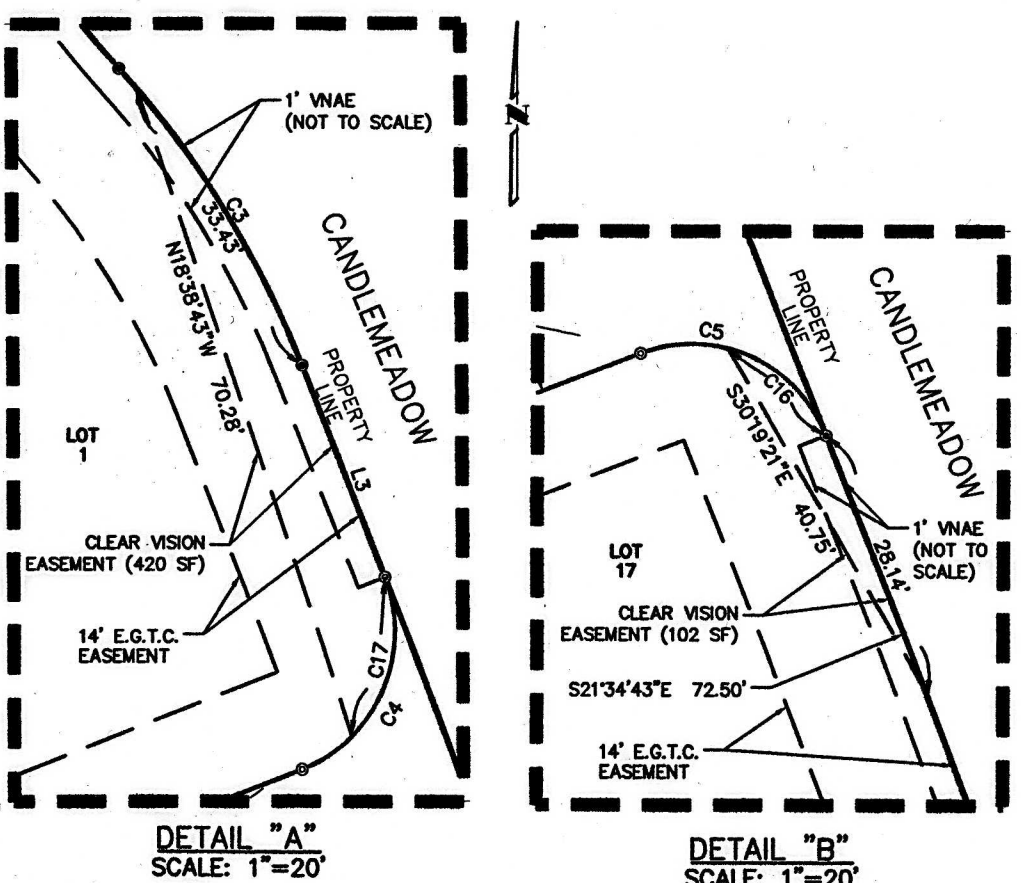 1' VNAE
(NOT TO SCALE)
C3
33.43'
N18°38'43"W 70.28'
CANDLEMEADOW
PROPERTY
LINE
L3
LOT
1
CLEAR VISION
EASEMENT (420 SF)
14' E.G.T.C.
EASEMENT
C17
C4
DETAIL "A"
SCALE: 1"=20'
N
CANDLEMEADOW
PROPERTY
LINE
C5
C16
S30°19'21"E 40.75'
28.14'
1' VNAE
(NOT TO
SCALE)
LOT
17
CLEAR VISION
EASEMENT (102 SF)
S21°34'43"E 72.50'
14' E.G.T.C.
EASEMENT
DETAIL "B"
SCALE: 1"=20'